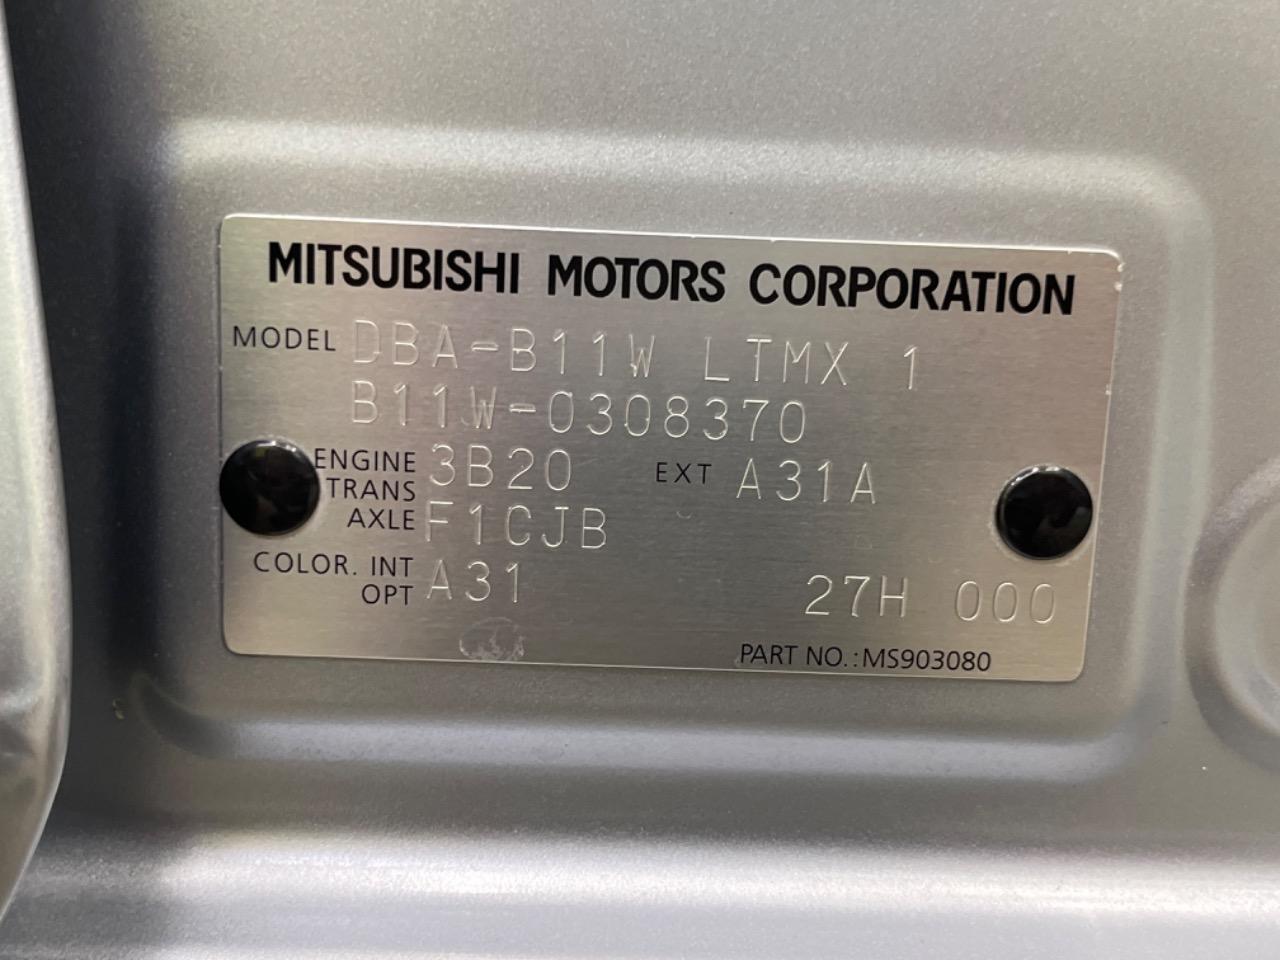 MITSUBISHI MOTORS CORPORATION
MODEL DBA-B11W LTMX 1
B11W-0308370
ENGINE 3B20 EXT A31A
TRANS
AXLE F1CJB
COLOR. INT
OPT A31 27H 000
PART NO.:MS903080